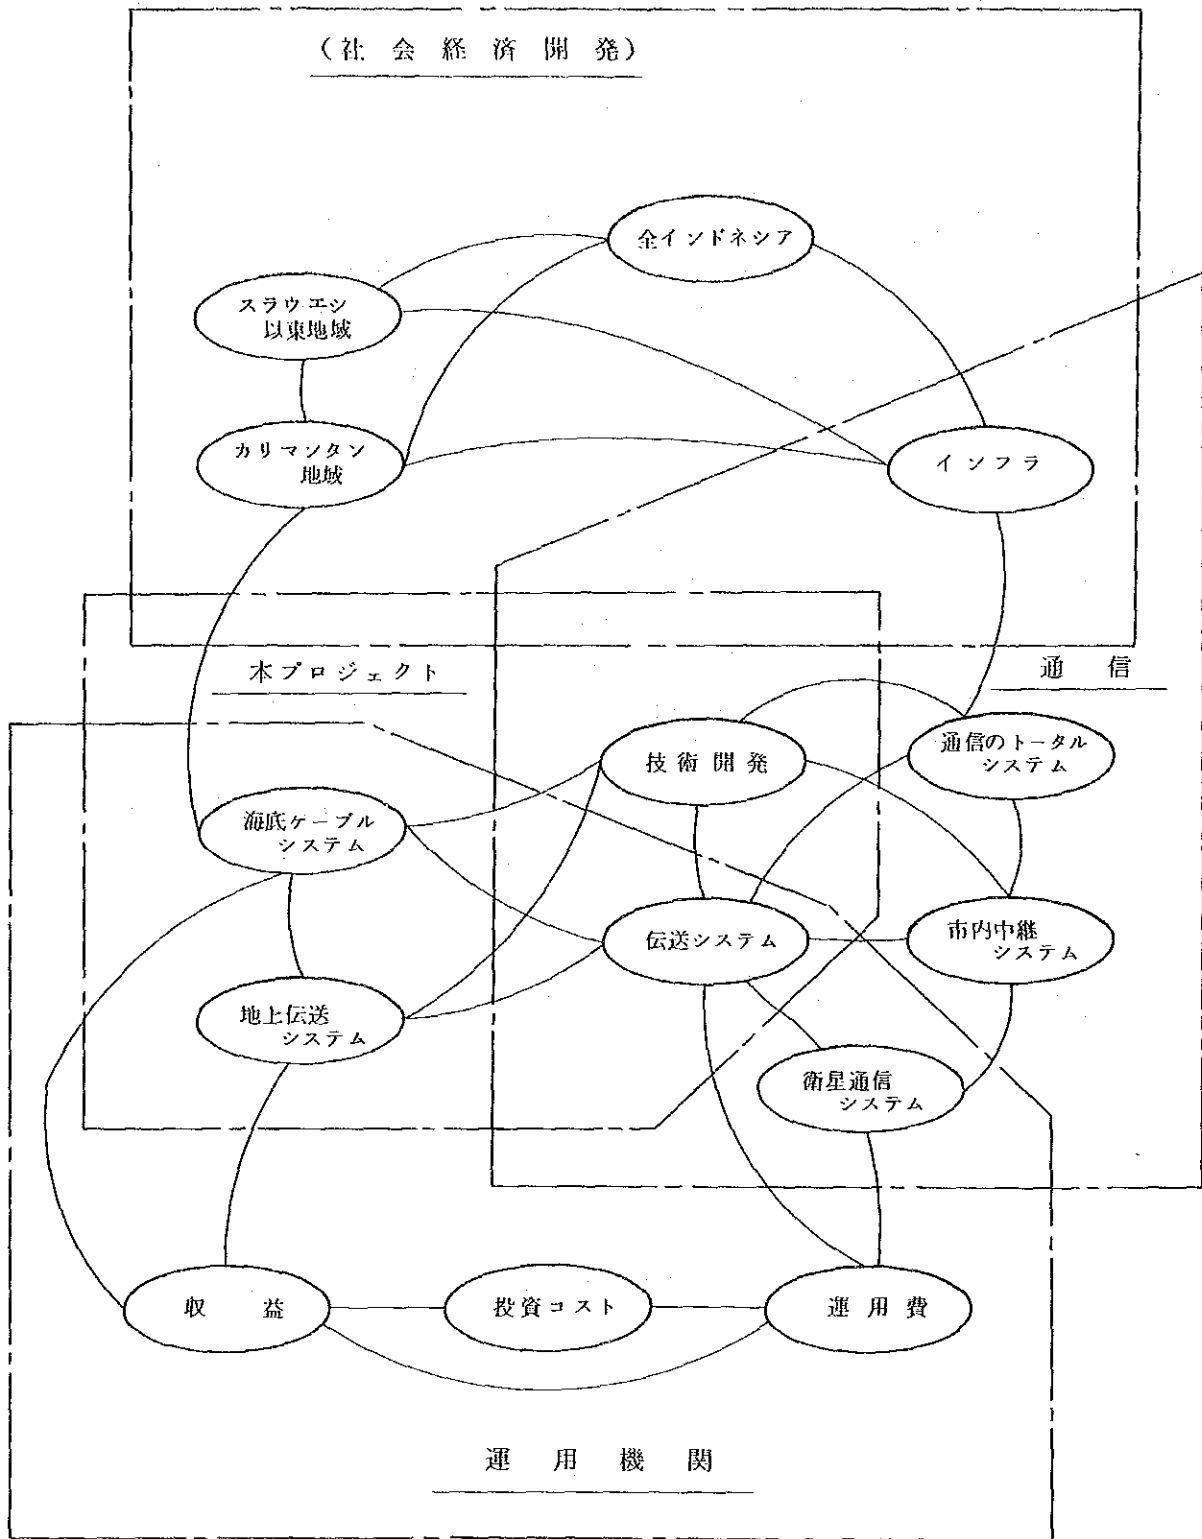 (社会経済開発)
全インドネシア
スラウエシ
以東地域
カリマンタン
地域
インフラ
本プロジェクト
通信
技術開発
通信のトータル
システム
海底ケーブル
システム
伝送システム
市内中継
システム
地上伝送
システム
衛星通信
システム
収益
投資コスト
運用費
運用機関